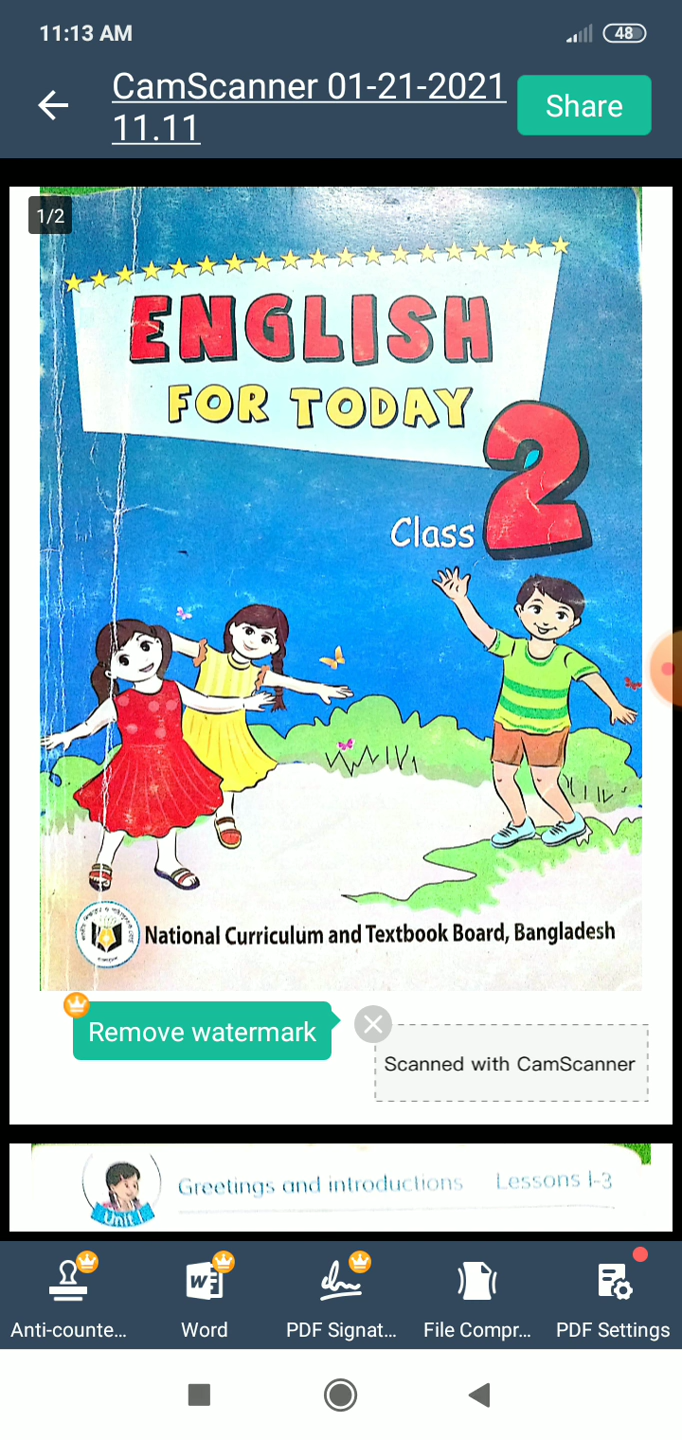 11:13 AM
48
CamScanner 01-21-2021
11.11
Share
1/2
ENGLISH
FOR TODAY
2
Class
National Curriculum and Textbook Board, Bangladesh
Remove watermark
Scanned with CamScanner
Unit 1
Greetings and introductions Lessons 1-3
Anti-counte...
Word
PDF Signat...
File Compr...
PDF Settings